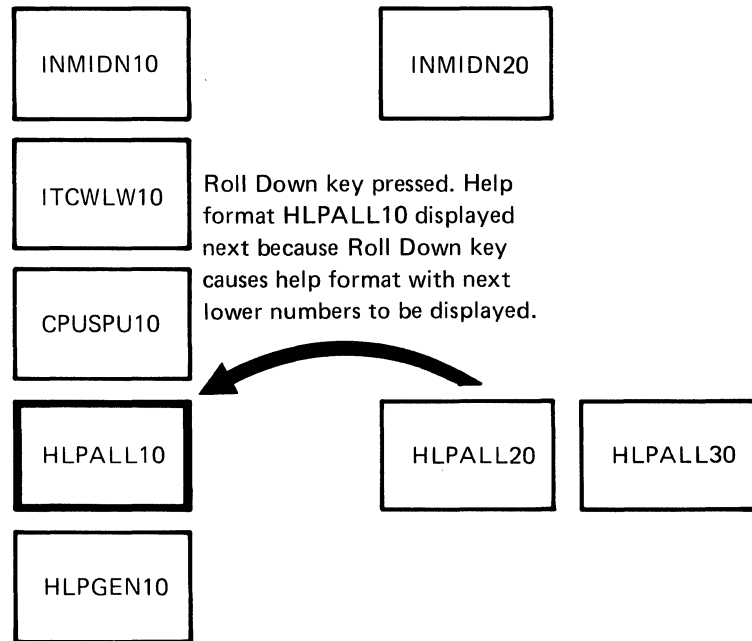 INMIDN10
INMIDN20
ITCWLW10
Roll Down key pressed. Help
format HLPALL10 displayed
next because Roll Down key
causes help format with next
lower numbers to be displayed.
CPUSPU10
HLPALL10
HLPALL20
HLPALL30
HLPGEN10